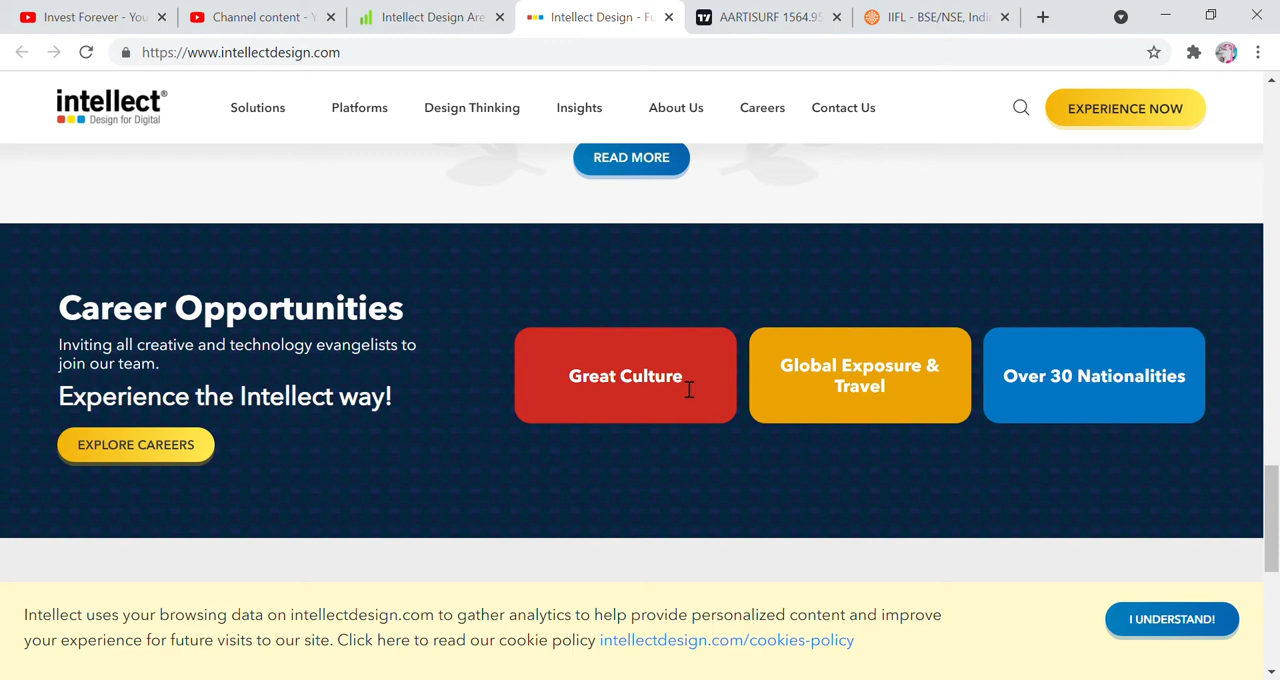 Invest Forever - You
Channel content - Y
Intellect Design Are
Intellect Design - Fu
AARTISURF 1564.95
IIFL - BSE/NSE, Indi
https://www.intellectdesign.com
intellect®
Design for Digital
Solutions
Platforms
Design Thinking
Insights
About Us
Careers
Contact Us
EXPERIENCE NOW
READ MORE
Career Opportunities
Inviting all creative and technology evangelists to
join our team.
Experience the Intellect way!
EXPLORE CAREERS
Great Culture
Global Exposure &
Travel
Over 30 Nationalities
Intellect uses your browsing data on intellectdesign.com to gather analytics to help provide personalized content and improve
your experience for future visits to our site. Click here to read our cookie policy intellectdesign.com/cookies-policy
I UNDERSTAND!